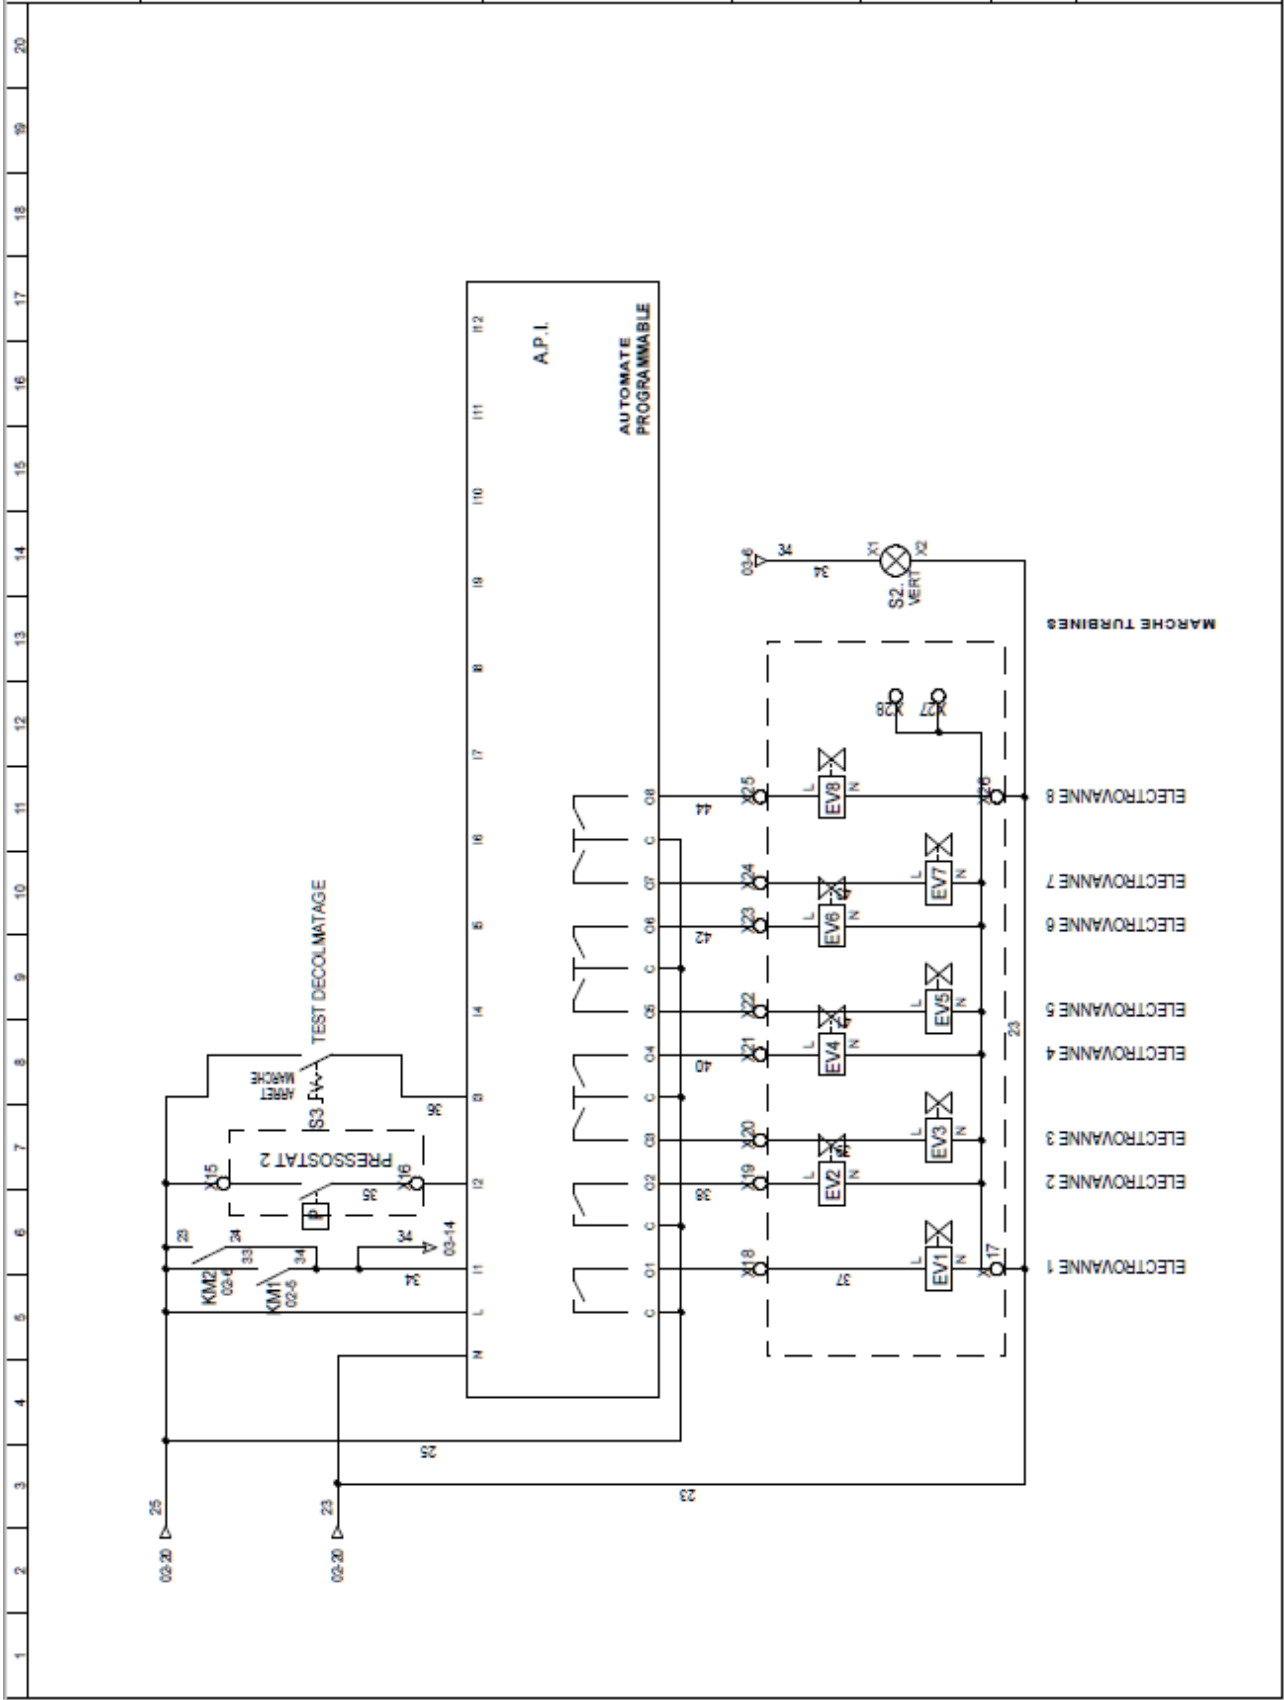 1
2
3
4
5
6
7
8
9
10
11
12
13
14
15
16
17
18
19
20
02-20
25
02-20
23
25
23
KM2
02-6
23
24
KM1
02-5
33
34
34
34
03-14
X15
PRESSOSTAT 2
P
35
X16
S3
ARRET
MARCHE
TEST DECOLMATAGE
36
N
L
I1
I2
I3
I4
I5
I6
I7
I8
I9
I10
I11
I12
A.P.I.
AUTOMATE
PROGRAMMABLE
C
O1
C
O2
O3
C
O4
O5
C
O6
O7
C
O8
38
40
42
44
X18
X19
X20
X21
X22
X23
X24
X25
37
L
EV1
N
L
EV2
N
L
EV3
N
L
EV4
N
L
EV5
N
L
EV6
N
L
EV7
N
L
EV8
N
17
X26
X28
X27
23
03-6
34
34
X1
X2
S2.
VERT
ELECTROVANNE 1
ELECTROVANNE 2
ELECTROVANNE 3
ELECTROVANNE 4
ELECTROVANNE 5
ELECTROVANNE 6
ELECTROVANNE 7
ELECTROVANNE 8
MARCHE TURBINES